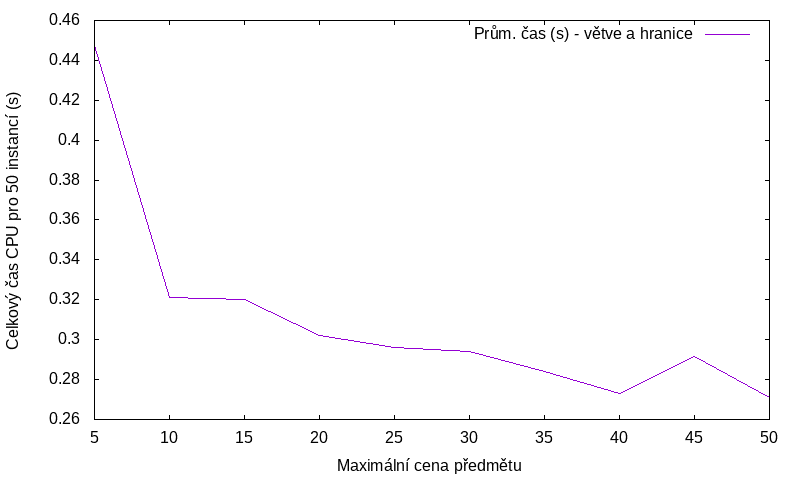 0.46
0.44
0.42
0.4
0.38
0.36
0.34
0.32
0.3
0.28
0.26
5 10 15 20 25 30 35 40 45 50
Celkový čas CPU pro 50 instancí (s)
Maximální cena předmětu
Prům. čas (s) - větve a hranice